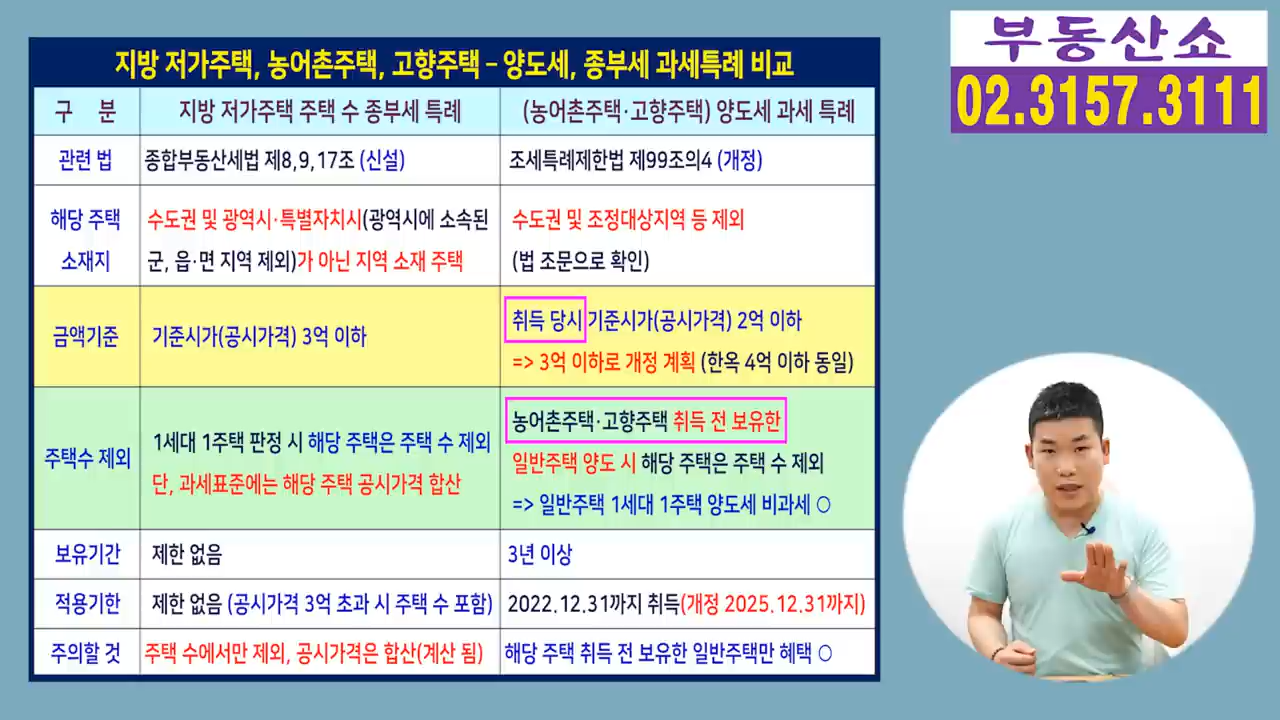 부동산쇼
02.3157.3111
지방 저가주택, 농어촌주택, 고향주택 – 양도세, 종부세 과세특례 비교
구 분
지방 저가주택 주택 수 종부세 특례
(농어촌주택·고향주택) 양도세 과세 특례
관련 법
종합부동산세법 제8,9,17조 (신설)
조세특례제한법 제99조의4 (개정)
해당 주택
소재지
수도권 및 광역시·특별자치시(광역시에 소속된
군, 읍·면 지역 제외)가 아닌 지역 소재 주택
수도권 및 조정대상지역 등 제외
(법 조문으로 확인)
금액기준
기준시가(공시가격) 3억 이하
취득 당시 기준시가(공시가격) 2억 이하
=> 3억 이하로 개정 계획 (한옥 4억 이하 동일)
주택수 제외
1세대 1주택 판정 시 해당 주택은 주택 수 제외
단, 과세표준에는 해당 주택 공시가격 합산
농어촌주택·고향주택 취득 전 보유한
일반주택 양도 시 해당 주택은 주택 수 제외
=> 일반주택 1세대 1주택 양도세 비과세 ○
보유기간
제한 없음
3년 이상
적용기한
제한 없음 (공시가격 3억 초과 시 주택 수 포함)
2022.12.31까지 취득(개정 2025.12.31까지)
주의할 것
주택 수에서만 제외, 공시가격은 합산(계산 됨)
해당 주택 취득 전 보유한 일반주택만 혜택 ○